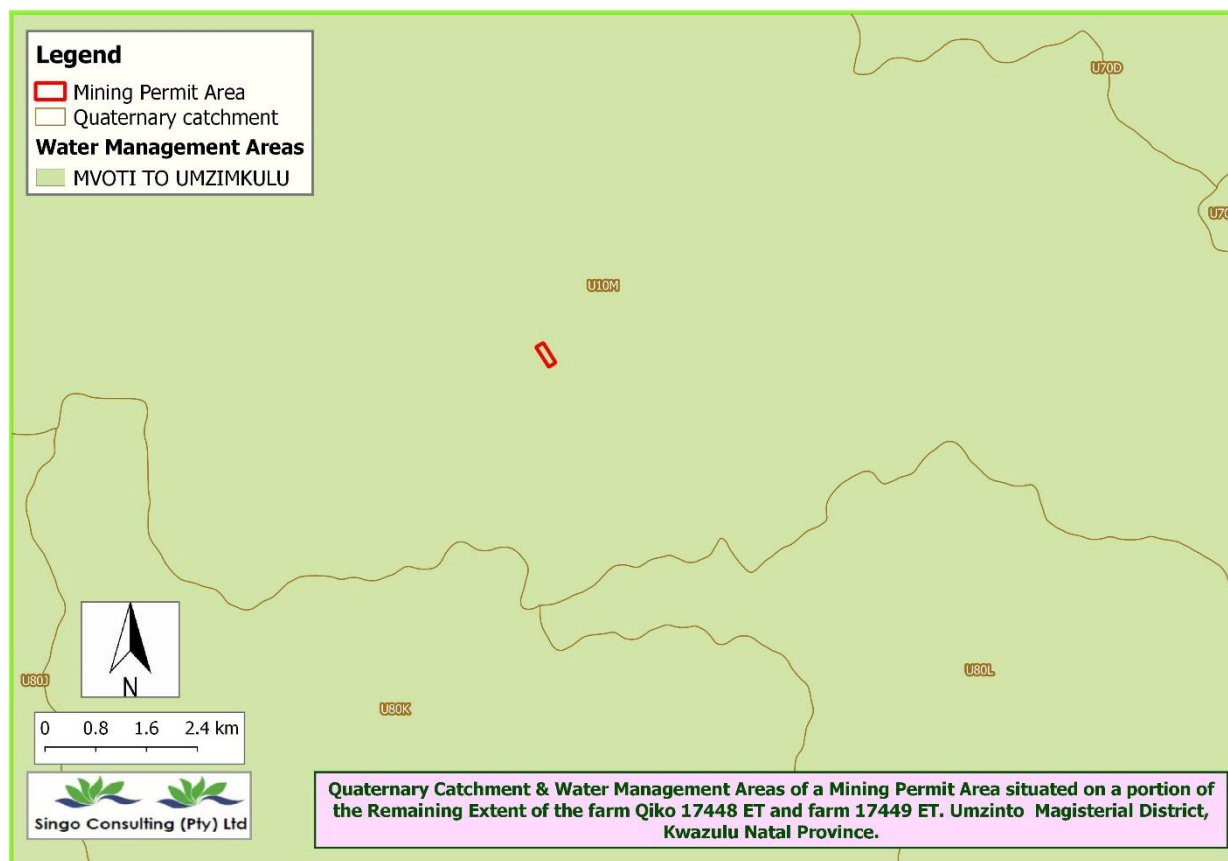 Legend
Mining Permit Area
Quaternary catchment
Water Management Areas
MVOTI TO UMZIMKULU
U70D
U70
U10M
U80J
U80K
U80L
N
0 0.8 1.6 2.4 km
Singo Consulting (Pty) Ltd
Quaternary Catchment & Water Management Areas of a Mining Permit Area situated on a portion of
the Remaining Extent of the farm Qiko 17448 ET and farm 17449 ET. Umzinto Magisterial District,
Kwazulu Natal Province.